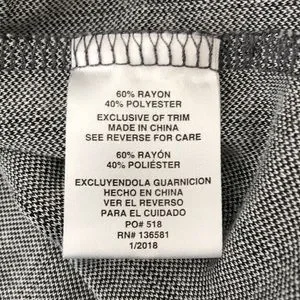 60% RAYON
40% POLYESTER
EXCLUSIVE OF TRIM
MADE IN CHINA
SEE REVERSE FOR CARE
60% RAYÓN
40% POLIÉSTER
EXCLUYENDOLA GUARNICION
HECHO EN CHINA
VER EL REVERSO
PARA EL CUIDADO
PO# 518
RN# 136581
1/2018